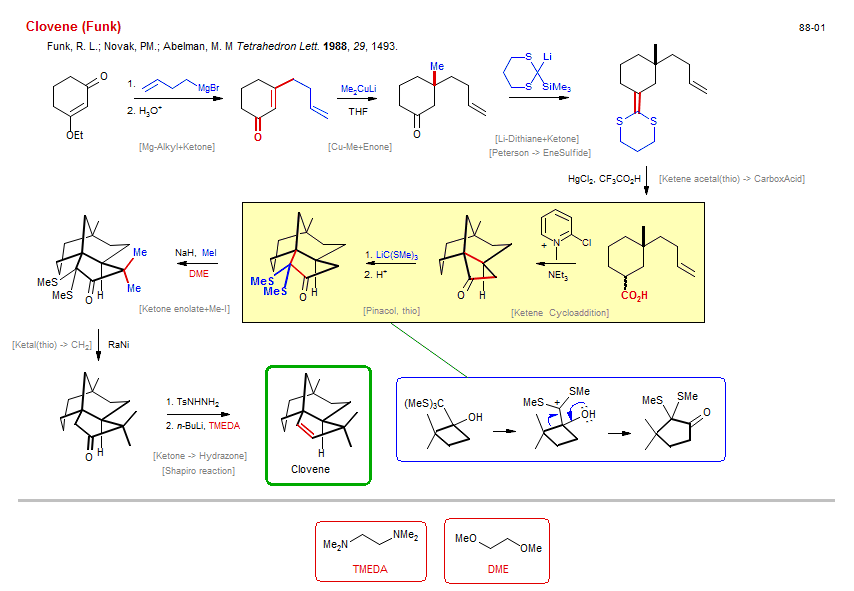 Clovene (Funk)
88-01
Funk, R. L.; Novak, PM.; Abelman, M. M Tetrahedron Lett. 1988, 29, 1493.
O
OEt
1. MgBr
2. H3O+
[Mg-Alkyl+Ketone]
O
Me2CuLi
THF
[Cu-Me+Enone]
Me
O
S Li
S SiMe3
[Li-Dithiane+Ketone]
[Peterson -> EneSulfide]
S S
HgCl2, CF3CO2H
[Ketene acetal(thio) -> CarboxAcid]
CO2H
+ N Cl
NEt3
[Ketene Cycloaddition]
O H
1. LiC(SMe)3
2. H+
[Pinacol, thio]
MeS
MeS O H
NaH, MeI
DME
[Ketone enolate+Me-I]
Me
MeS
MeS O H Me
[Ketal(thio) -> CH2]
RaNi
O H
1. TsNHNH2
2. n-BuLi, TMEDA
[Ketone -> Hydrazone]
[Shapiro reaction]
H
Clovene
(MeS)3C
OH
MeS + SMe
OH
MeS SMe
O
Me2N NMe2
TMEDA
MeO OMe
DME